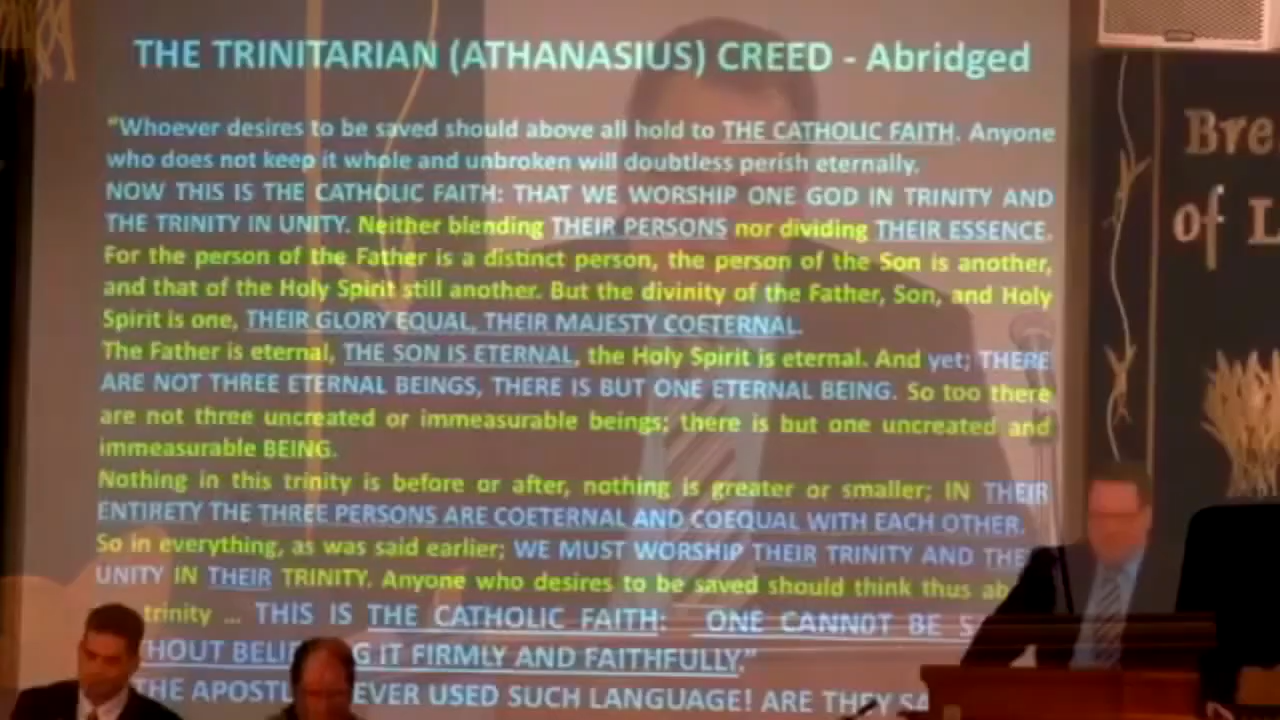 THE TRINITARIAN (ATHANASIUS) CREED - Abridged
"Whoever desires to be saved should above all hold to THE CATHOLIC FAITH. Anyone
who does not keep it whole and unbroken will doubtless perish eternally.
NOW THIS IS THE CATHOLIC FAITH: THAT WE WORSHIP ONE GOD IN TRINITY AND
THE TRINITY IN UNITY. Neither blending THEIR PERSONS nor dividing THEIR ESSENCE.
For the person of the Father is a distinct person, the person of the Son is another,
and that of the Holy Spirit still another. But the divinity of the Father, Son, and Holy
Spirit is one, THEIR GLORY EQUAL, THEIR MAJESTY COETERNAL.
The Father is eternal, THE SON IS ETERNAL, the Holy Spirit is eternal. And yet; THERE
ARE NOT THREE ETERNAL BEINGS, THERE IS BUT ONE ETERNAL BEING. So too there
are not three uncreated or immeasurable beings; there is but one uncreated and
immeasurable BEING.
Nothing in this trinity is before or after, nothing is greater or smaller; IN THEIR
ENTIRETY THE THREE PERSONS ARE COETERNAL AND COEQUAL WITH EACH OTHER.
So in everything, as was said earlier; WE MUST WORSHIP THEIR TRINITY AND THE
UNITY IN THEIR TRINITY. Anyone who desires to be saved should think thus ab
trinity ... THIS IS THE CATHOLIC FAITH: ONE CANNOT BE S
HOUT BELIE G IT FIRMLY AND FAITHFULLY."
THE APOSTL EVER USED SUCH LANGUAGE! ARE THEY SA
Bre
of L